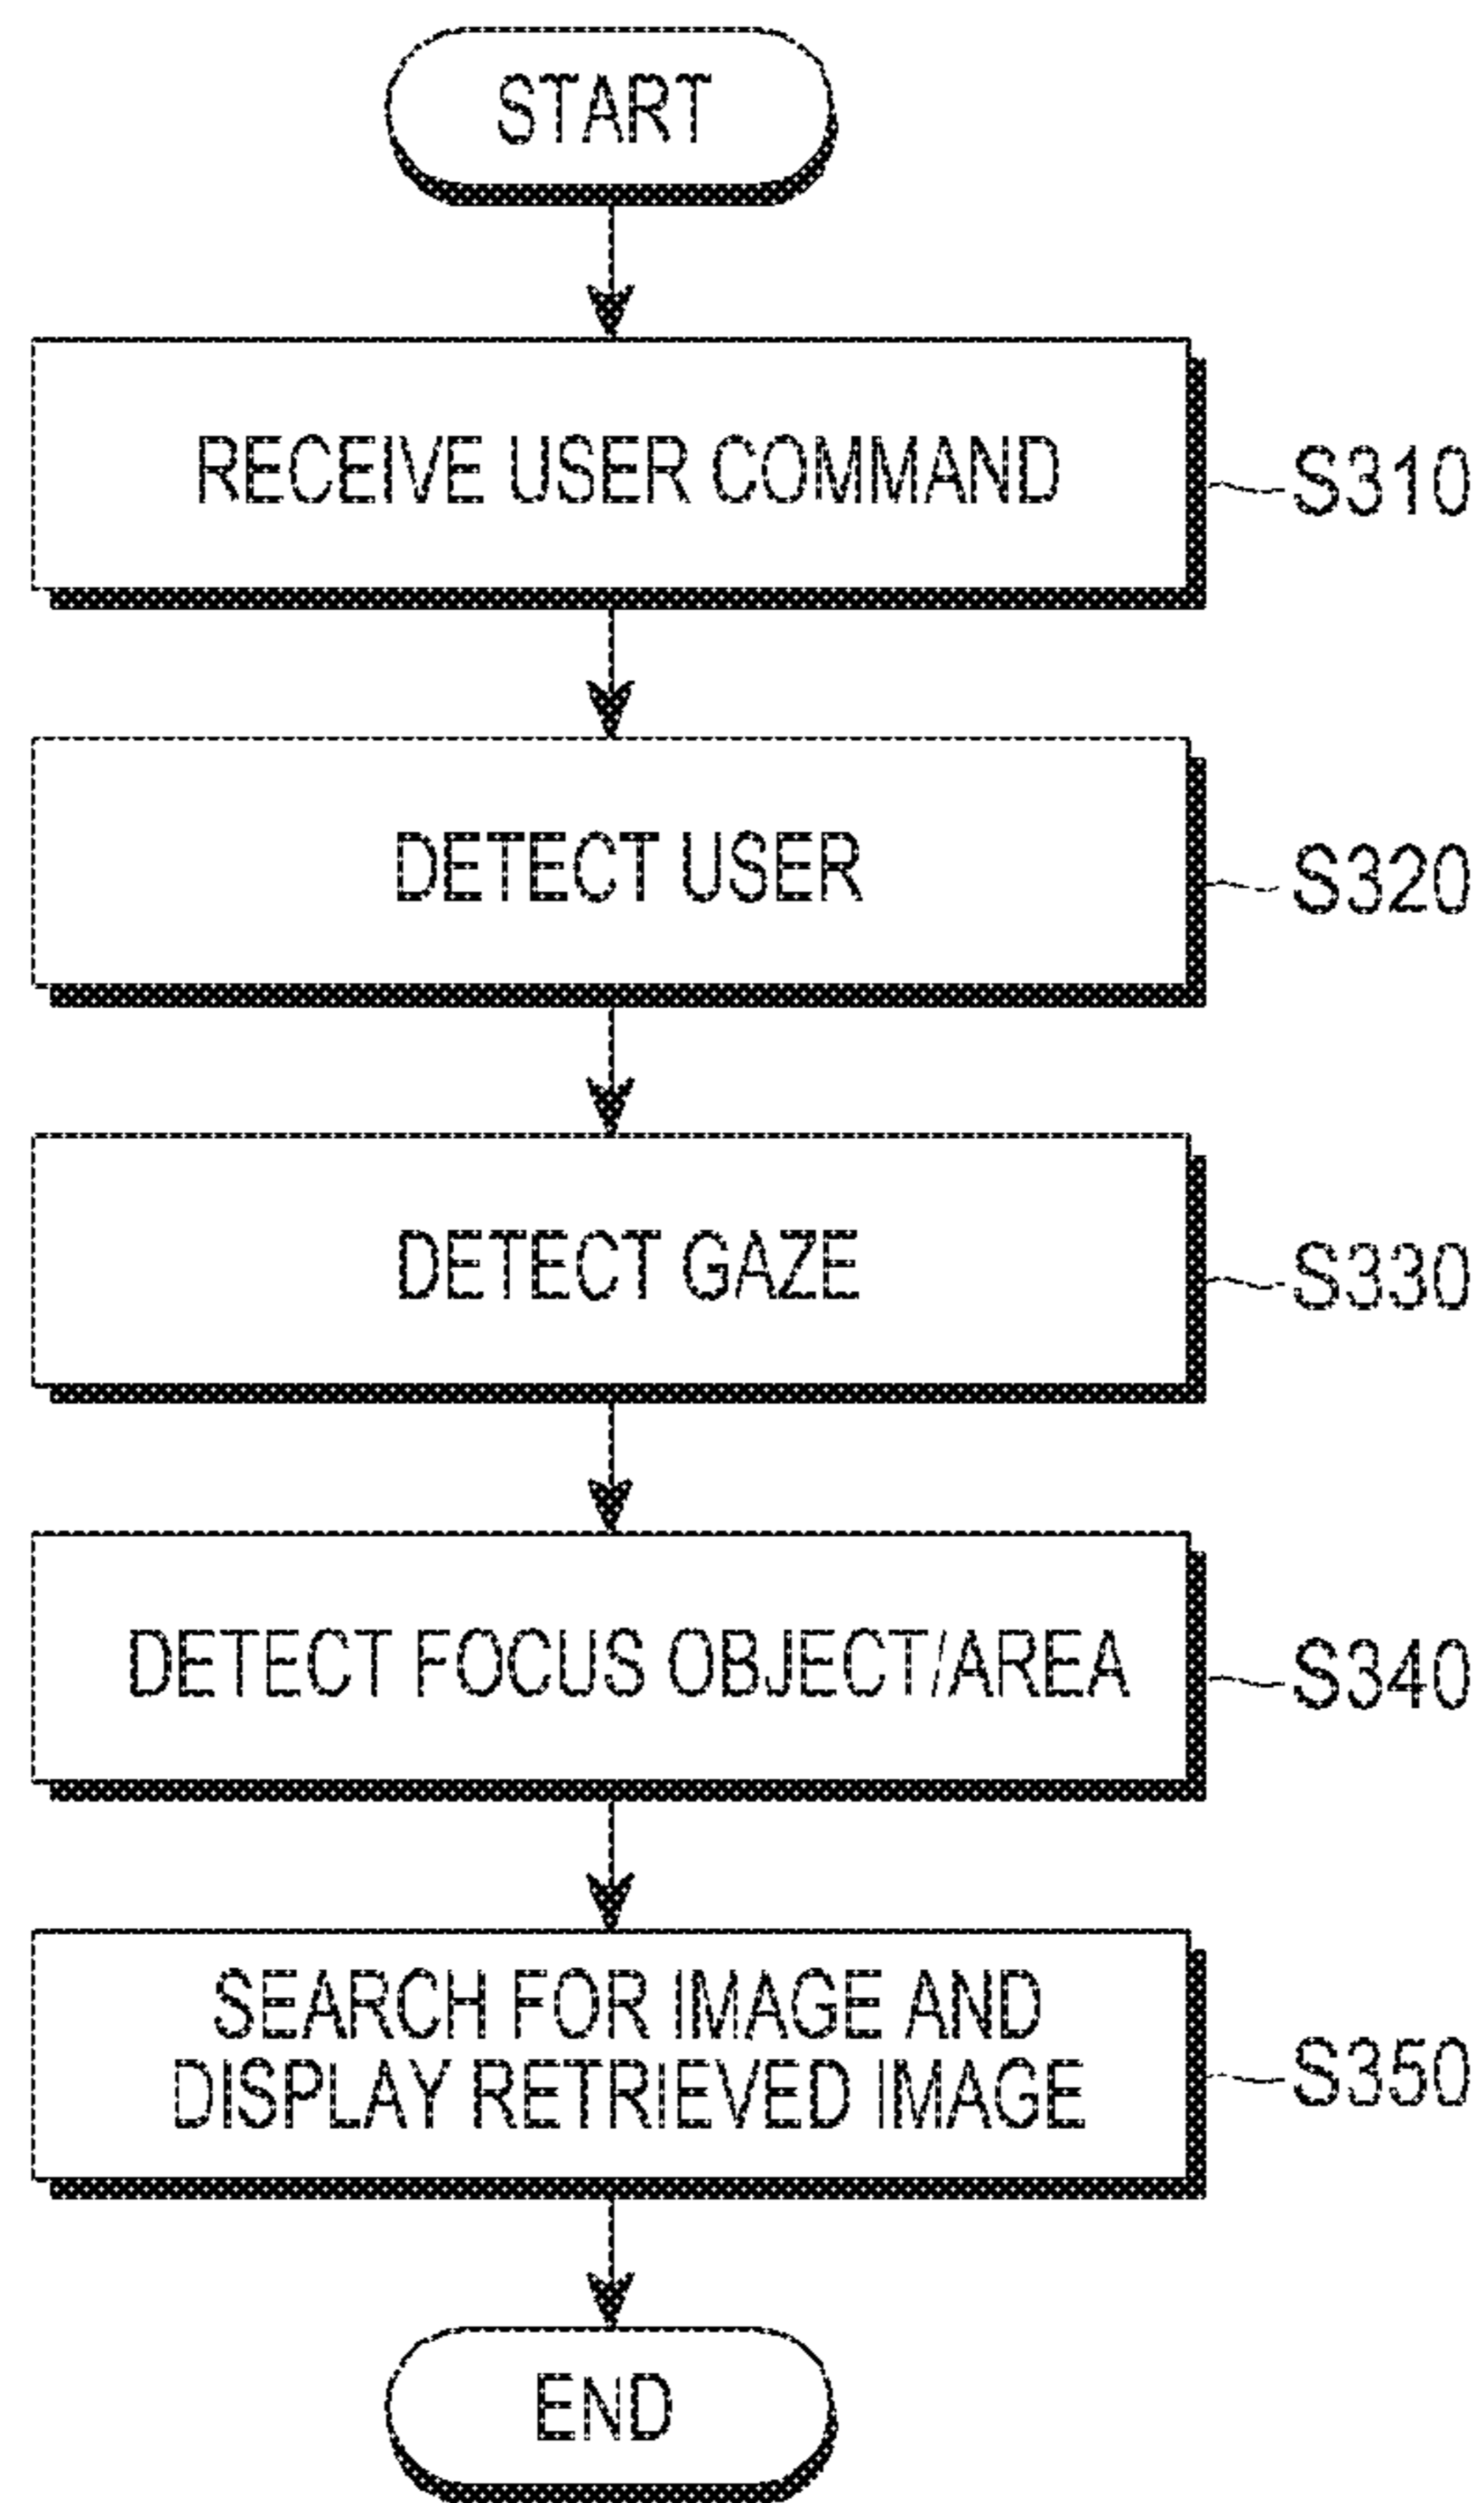 START
RECEIVE USER COMMAND
S310
DETECT USER
S320
DETECT GAZE
S330
DETECT FOCUS OBJECT/AREA
S340
SEARCH FOR IMAGE AND
DISPLAY RETRIEVED IMAGE
S350
END